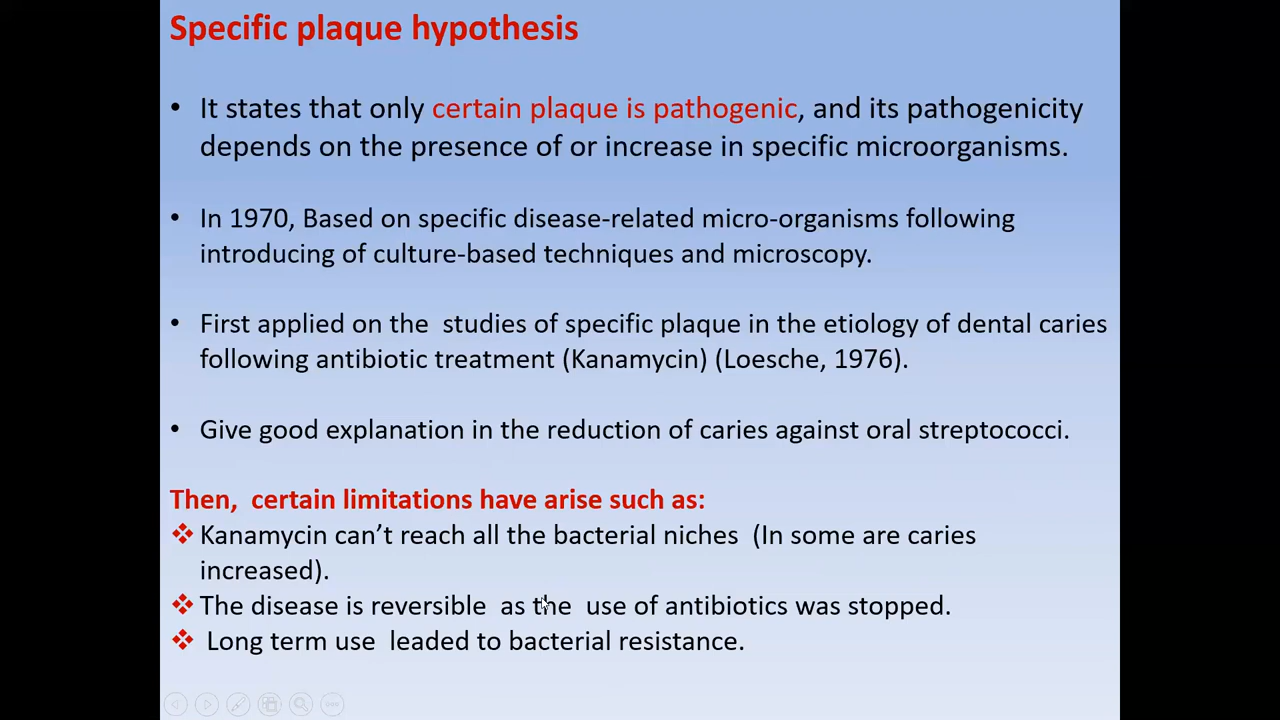 Specific plaque hypothesis
• It states that only certain plaque is pathogenic, and its pathogenicity
depends on the presence of or increase in specific microorganisms.
• In 1970, Based on specific disease-related micro-organisms following
introducing of culture-based techniques and microscopy.
• First applied on the  studies of specific plaque in the etiology of dental caries
following antibiotic treatment (Kanamycin) (Loesche, 1976).
• Give good explanation in the reduction of caries against oral streptococci.
Then,  certain limitations have arise such as:
❖ Kanamycin can’t reach all the bacterial niches  (In some are caries
increased).
❖ The disease is reversible  as the  use of antibiotics was stopped.
❖ Long term use  leaded to bacterial resistance.